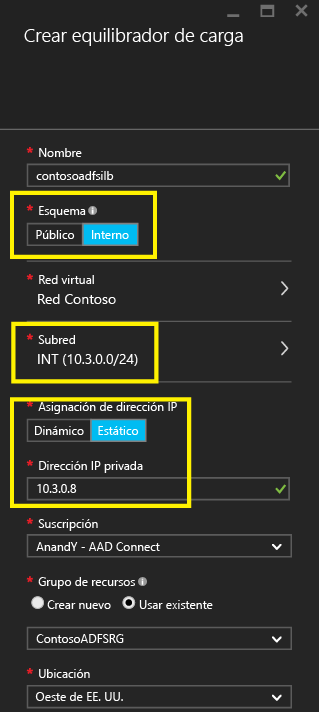 Crear equilibrador de carga
* Nombre
contosoadfsilb
* Esquema
Público Interno
* Red virtual
Red Contoso
* Subred
INT (10.3.0.0/24)
* Asignación de dirección IP
Dinámico Estático
* Dirección IP privada
10.3.0.8
* Suscripción
AnandY - AAD Connect
* Grupo de recursos
Crear nuevo Usar existente
ContosoADFSRG
* Ubicación
Oeste de EE. UU.